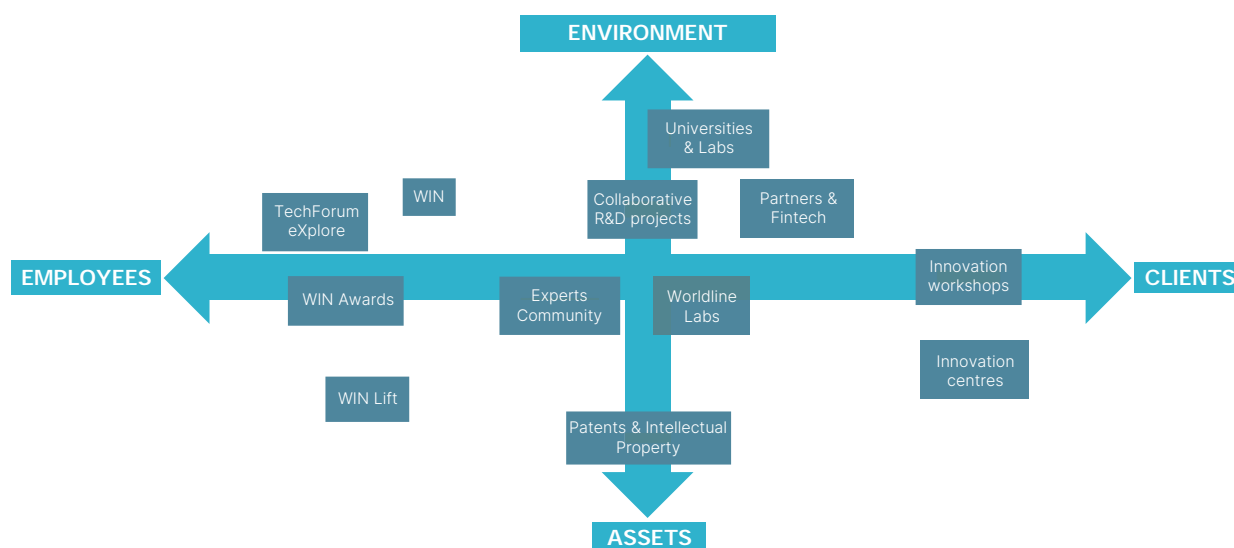 ENVIRONMENT
Universities
& Labs
WIN
Collaborative
R&D projects
Partners &
Fintech
TechForum
eXplore
EMPLOYEES
CLIENTS
Innovation
workshops
WIN Awards
Experts
Community
Worldline
Labs
Innovation
centres
WIN Lift
Patents & Intellectual
Property
ASSETS